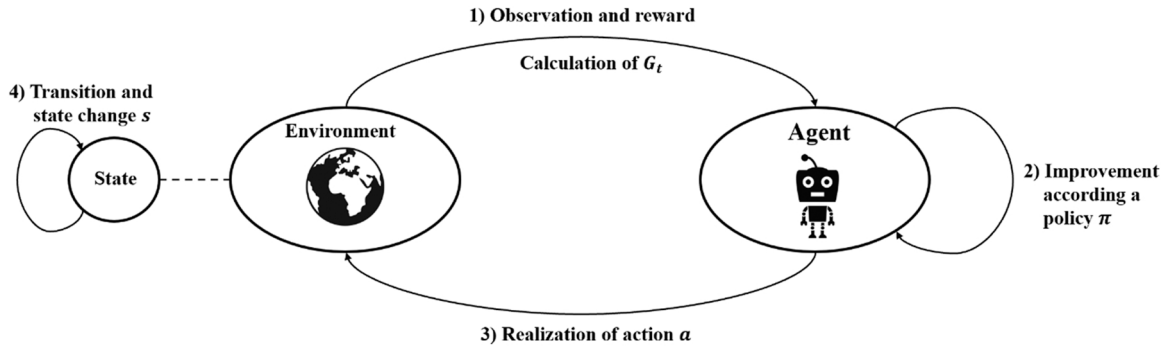 1) Observation and reward
Calculation of 𝑮𝒕
4) Transition and
state change 𝒔
Environment
Agent
State
2) Improvement
according a
policy 𝝅
3) Realization of action 𝒂